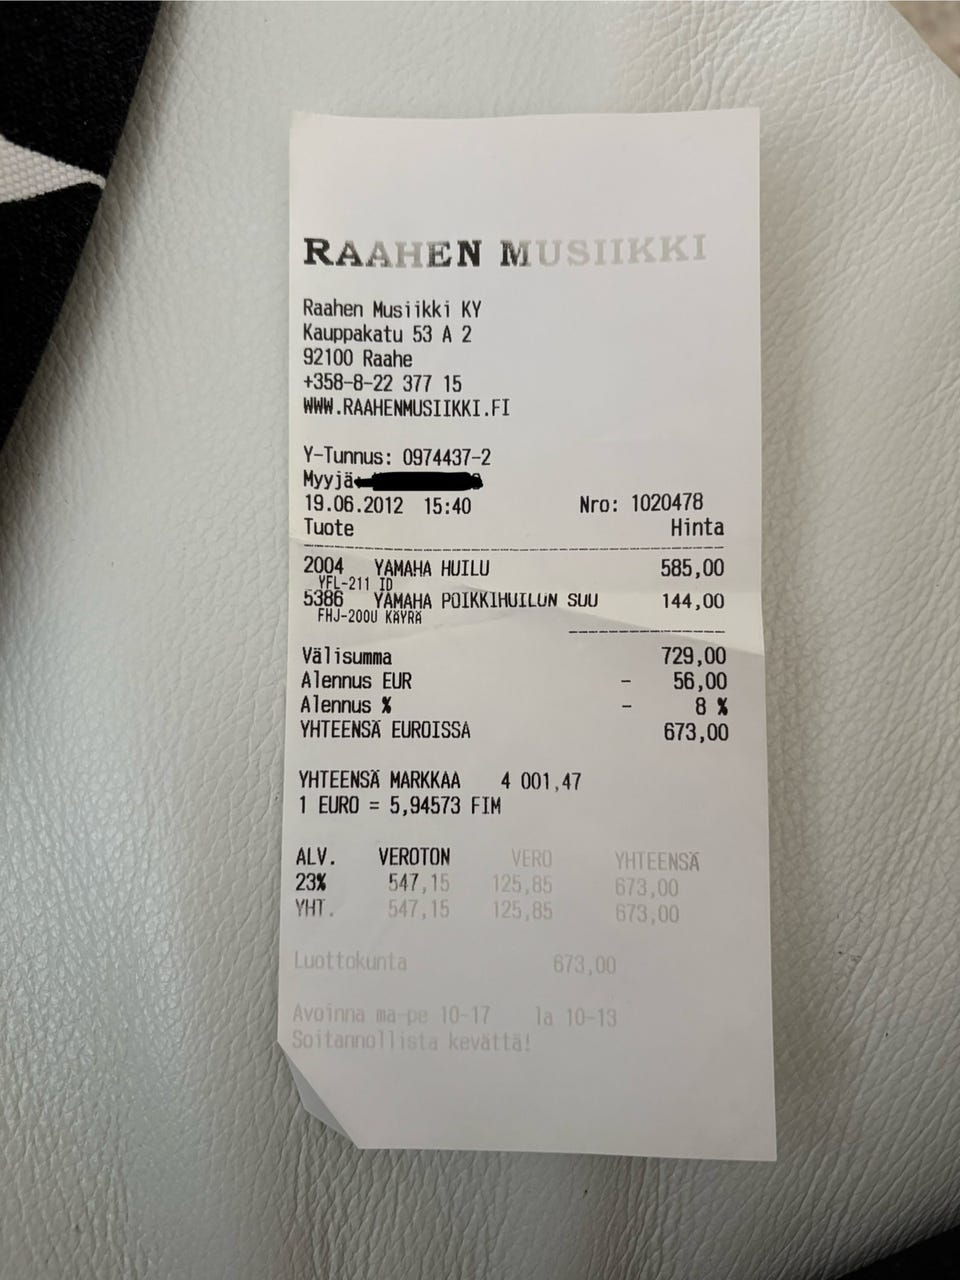 RAAHEN MUSIIKKI
Raahen Musiikki KY
Kauppakatu 53 A 2
92100 Raahe
+358-8-22 377 15
WWW.RAAHENMUSIIKKI.FI
Y-Tunnus: 0974437-2
Myyjä
19.06.2012 15:40 Nro: 1020478
Tuote Hinta
2004 YAMAHA HUILU 585,00
YFL-211 ID
5386 YAMAHA POIKKIHUILUN SUU 144,00
FHJ-200U KÄYRÄ
Välisumma 729,00
Alennus EUR - 56,00
Alennus % - 8 %
YHTEENSÄ EUROISSA 673,00
YHTEENSÄ MARKKAA 4 001,47
1 EURO = 5,94573 FIM
ALV. VEROTON VERO YHTEENSÄ
23% 547,15 125,85 673,00
YHT. 547,15 125,85 673,00
Luottokunta 673,00
Avoinna ma-pe 10-17 la 10-13
Soitannollista kevättä!